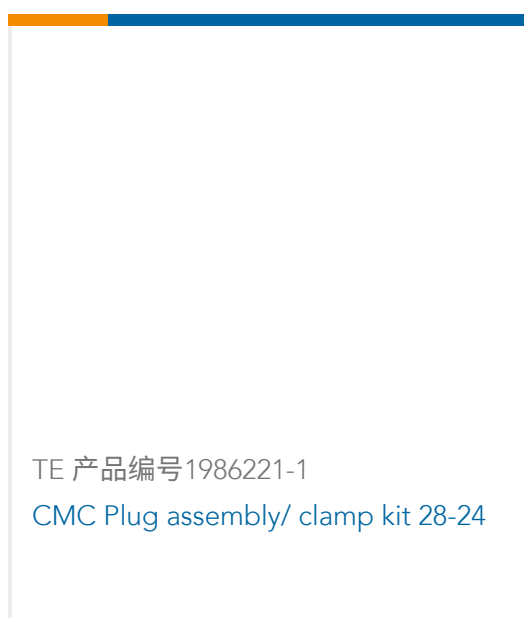 TE 产品编号1986221-1
CMC Plug assembly/ clamp kit 28-24